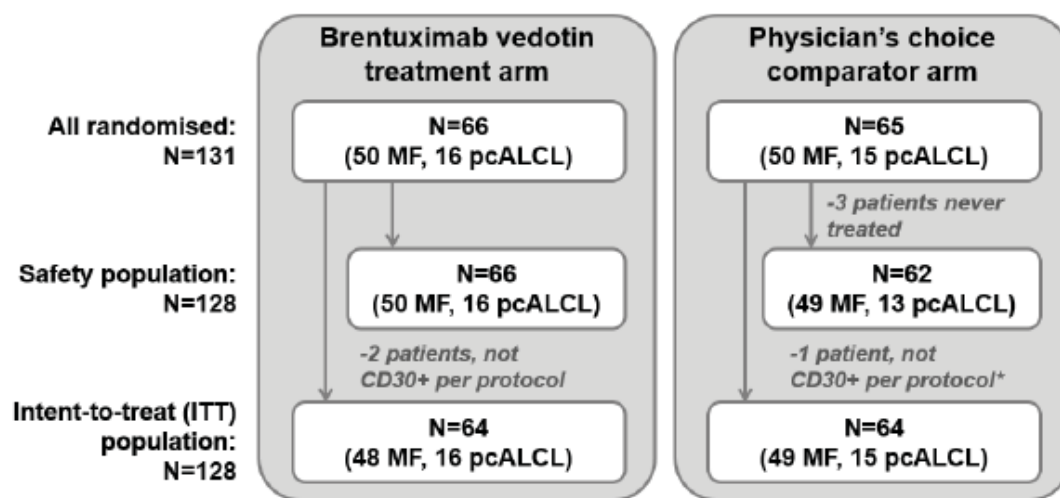 Brentuximab vedotin
treatment arm
Physician's choice
comparator arm
All randomised:
N=131
N=66
(50 MF, 16 pcALCL)
N=65
(50 MF, 15 pcALCL)
-3 patients never
treated
Safety population:
N=128
N=66
(50 MF, 16 pcALCL)
N=62
(49 MF, 13 pcALCL)
-2 patients, not
CD30+ per protocol
-1 patient, not
CD30+ per protocol*
Intent-to-treat (ITT)
population:
N=128
N=64
(48 MF, 16 pcALCL)
N=64
(49 MF, 15 pcALCL)